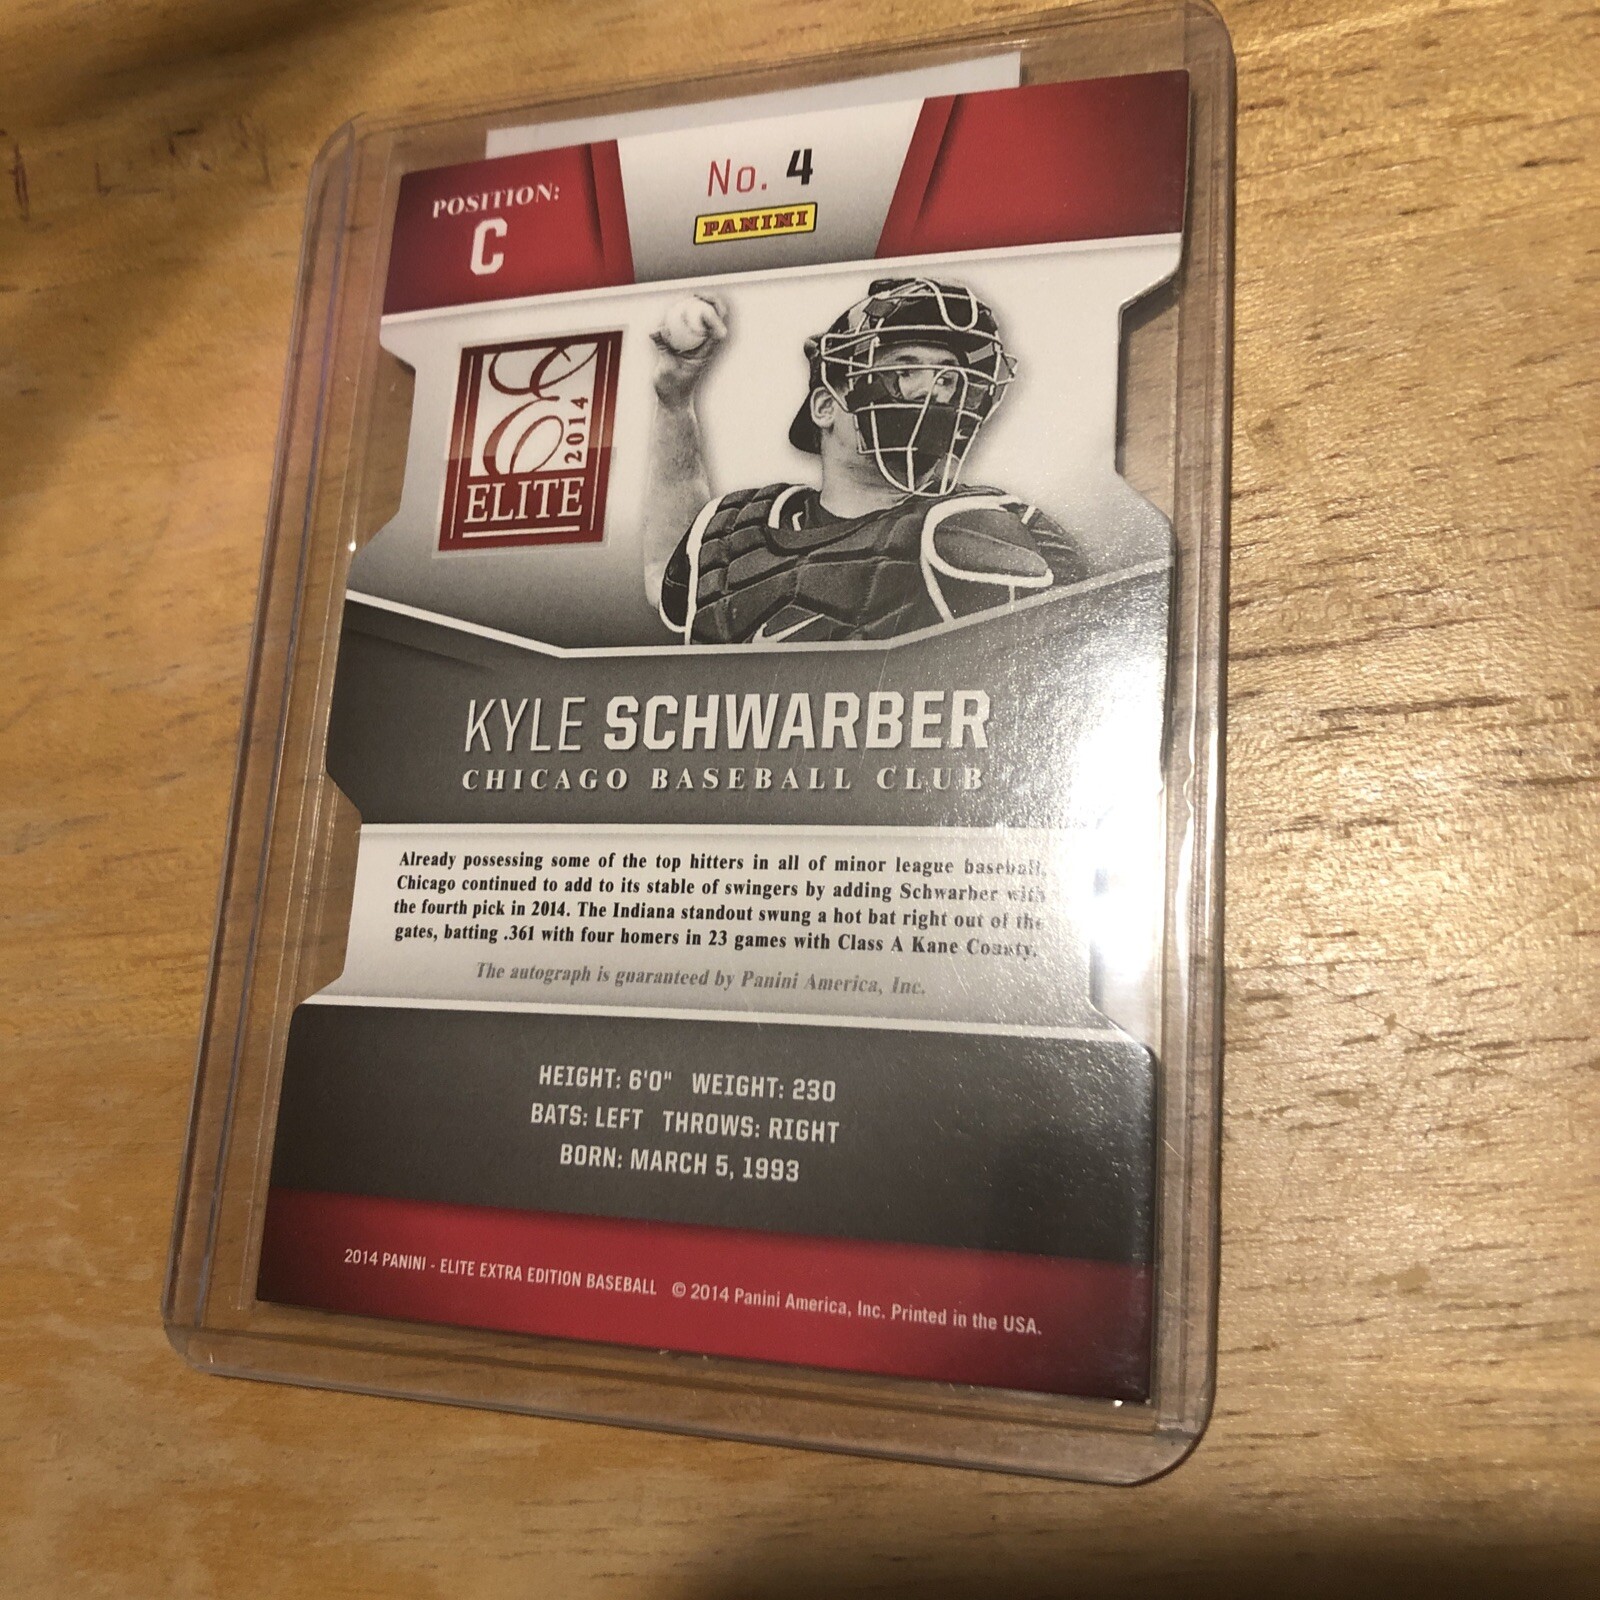 POSITION:
C
No. 4
PANINI
2014
ELITE
KYLE SCHWARBER
CHICAGO BASEBALL CLUB
Already possessing some of the top hitters in all of minor league baseball,
Chicago continued to add to its stable of swingers by adding Schwarber with
the fourth pick in 2014. The Indiana standout swung a hot bat right out of the
gates, batting .361 with four homers in 23 games with Class A Kane County.
The autograph is guaranteed by Panini America, Inc.
HEIGHT: 6'0" WEIGHT: 230
BATS: LEFT THROWS: RIGHT
BORN: MARCH 5, 1993
2014 PANINI - ELITE EXTRA EDITION BASEBALL © 2014 Panini America, Inc. Printed in the USA.